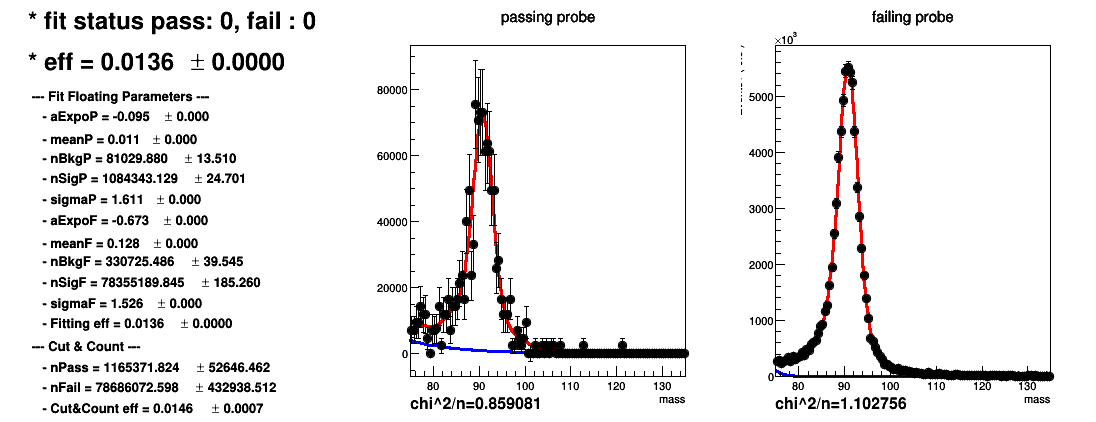 * fit status pass: 0, fail : 0
* eff = 0.0136 ± 0.0000
--- Fit Floating Parameters ---
- aExpoP = -0.095 ± 0.000
- meanP = 0.011 ± 0.000
- nBkgP = 81029.880 ± 13.510
- nSigP = 1084343.129 ± 24.701
- sigmaP = 1.611 ± 0.000
- aExpoF = -0.673 ± 0.000
- meanF = 0.128 ± 0.000
- nBkgF = 330725.486 ± 39.545
- nSigF = 78355189.845 ± 185.260
- sigmaF = 1.526 ± 0.000
- Fitting eff = 0.0136 ± 0.0000
--- Cut & Count ---
- nPass = 1165371.824 ± 52646.462
- nFail = 78686072.598 ± 432938.512
- Cut&Count eff = 0.0146 ± 0.0007
passing probe
80000
60000
40000
20000
0
80 90 100 110 120 130
mass
chi^2/n=0.859081
failing probe
×10³
5000
4000
3000
2000
1000
0
80 90 100 110 120 130
mass
chi^2/n=1.102756